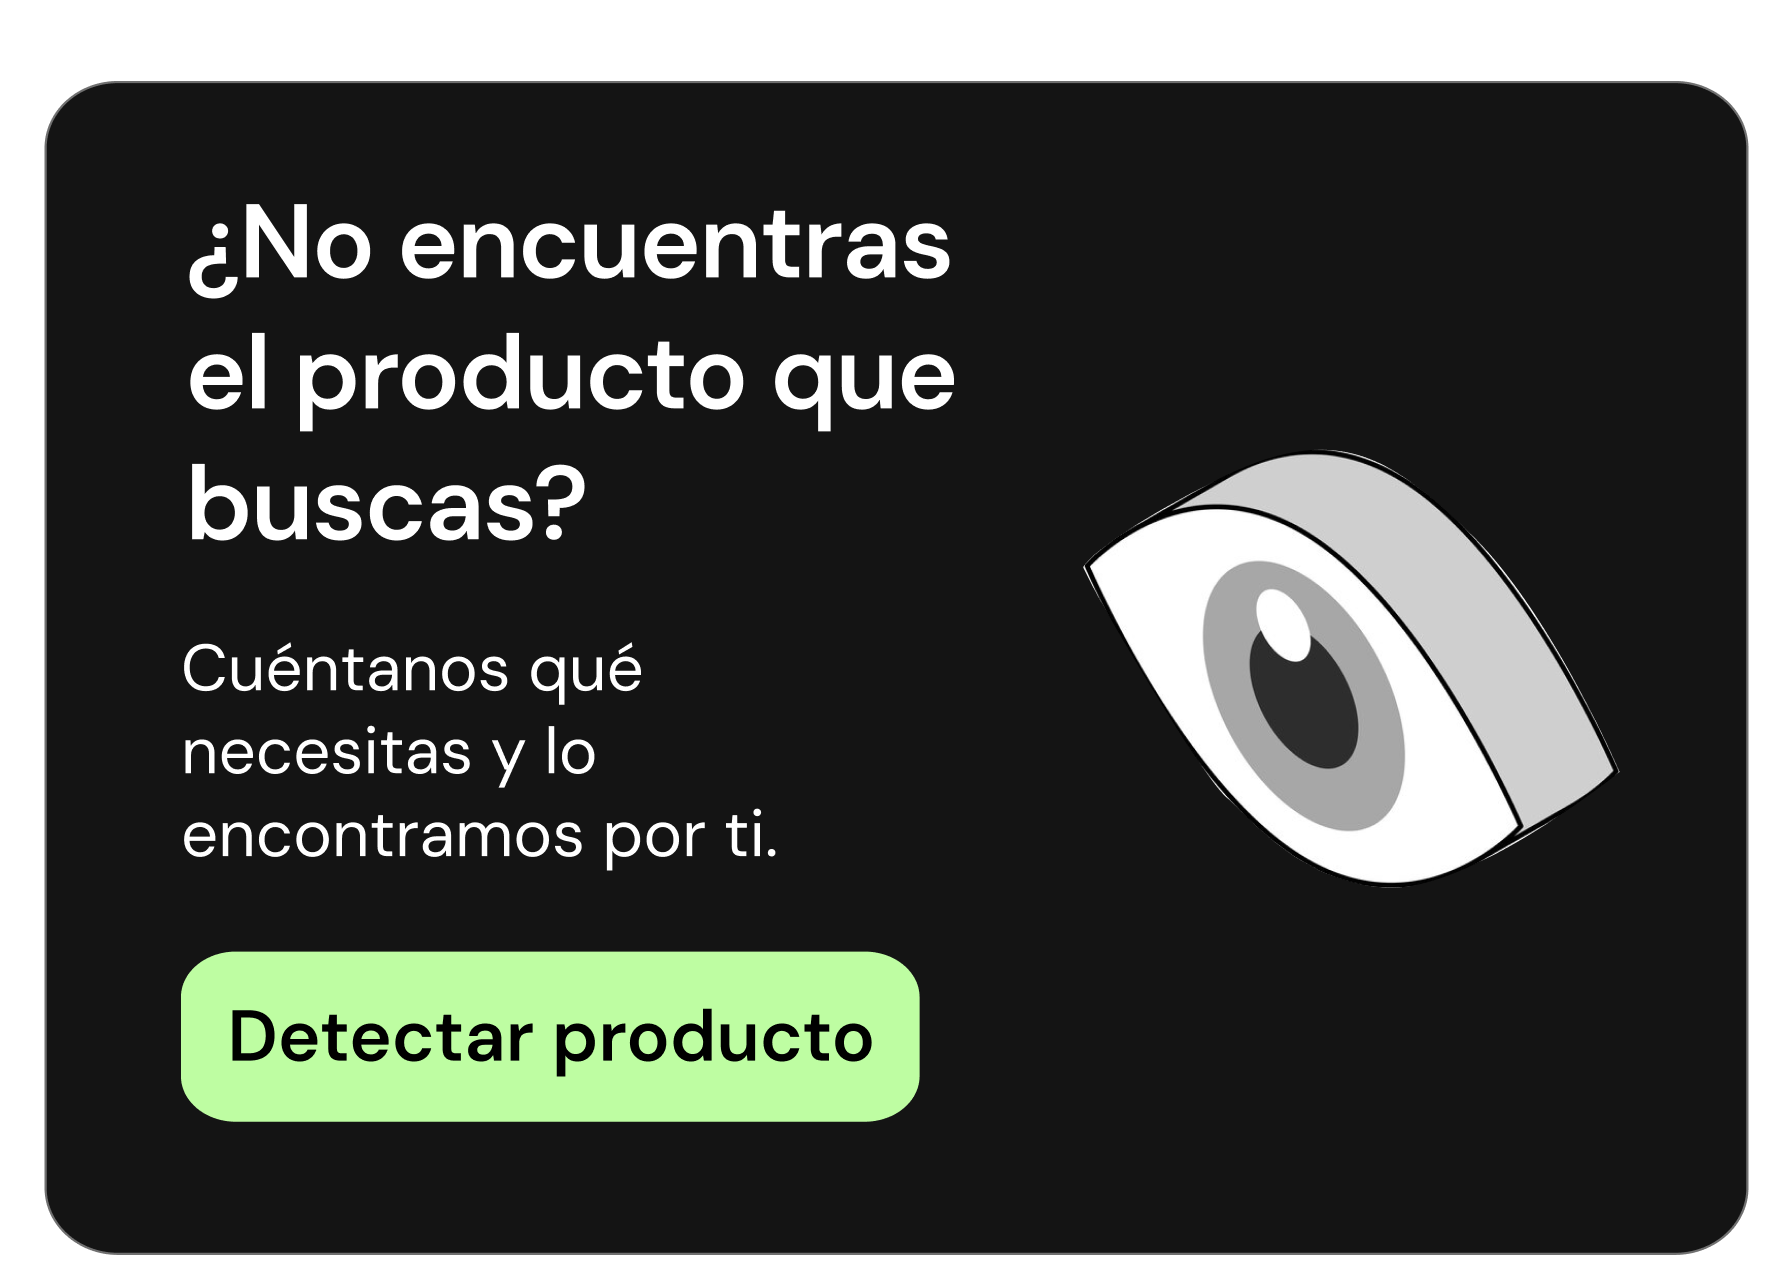 ¿No encuentras
el producto que
buscas?
Cuéntanos qué
necesitas y lo
encontramos por ti.
Detectar producto